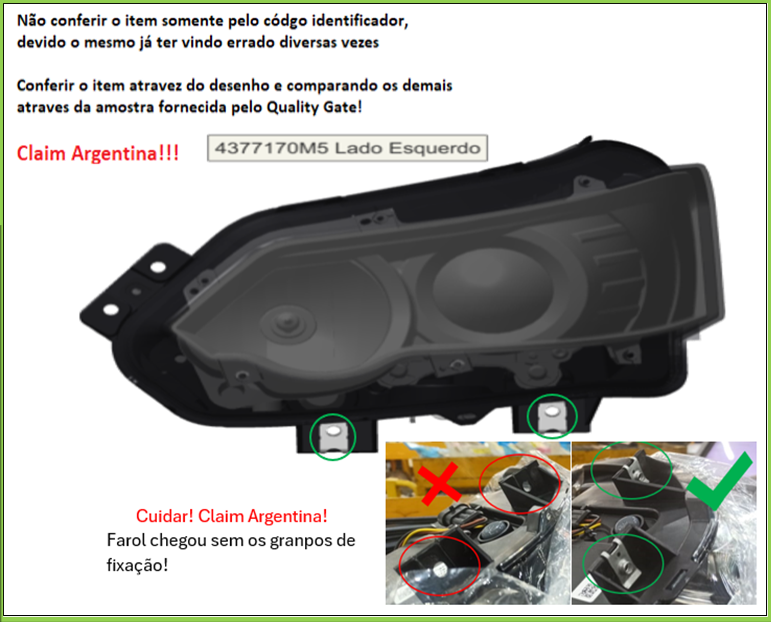 Não conferir o item somente pelo códgo identificador,
devido o mesmo já ter vindo errado diversas vezes
Conferir o item atravez do desenho e comparando os demais
atraves da amostra fornecida pelo Quality Gate!
Claim Argentina!!!
4377170M5 Lado Esquerdo
Cuidar! Claim Argentina!
Farol chegou sem os granpos de
fixação!